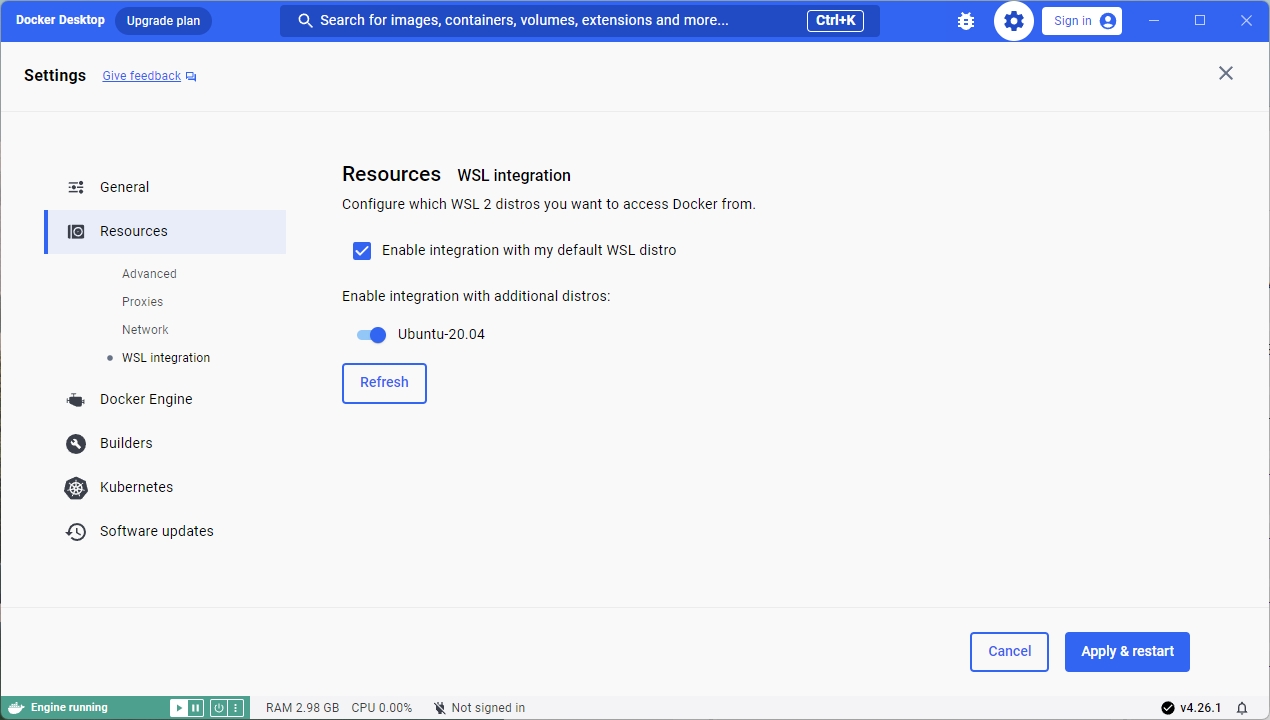 Docker Desktop Upgrade plan Search for images, containers, volumes, extensions and more... Ctrl+K Sign in
Settings Give feedback
General
Resources
Advanced
Proxies
Network
WSL integration
Docker Engine
Builders
Kubernetes
Software updates
Resources WSL integration
Configure which WSL 2 distros you want to access Docker from.
Enable integration with my default WSL distro
Enable integration with additional distros:
Ubuntu-20.04
Refresh
Cancel Apply & restart
Engine running RAM 2.98 GB CPU 0.00% Not signed in v4.26.1